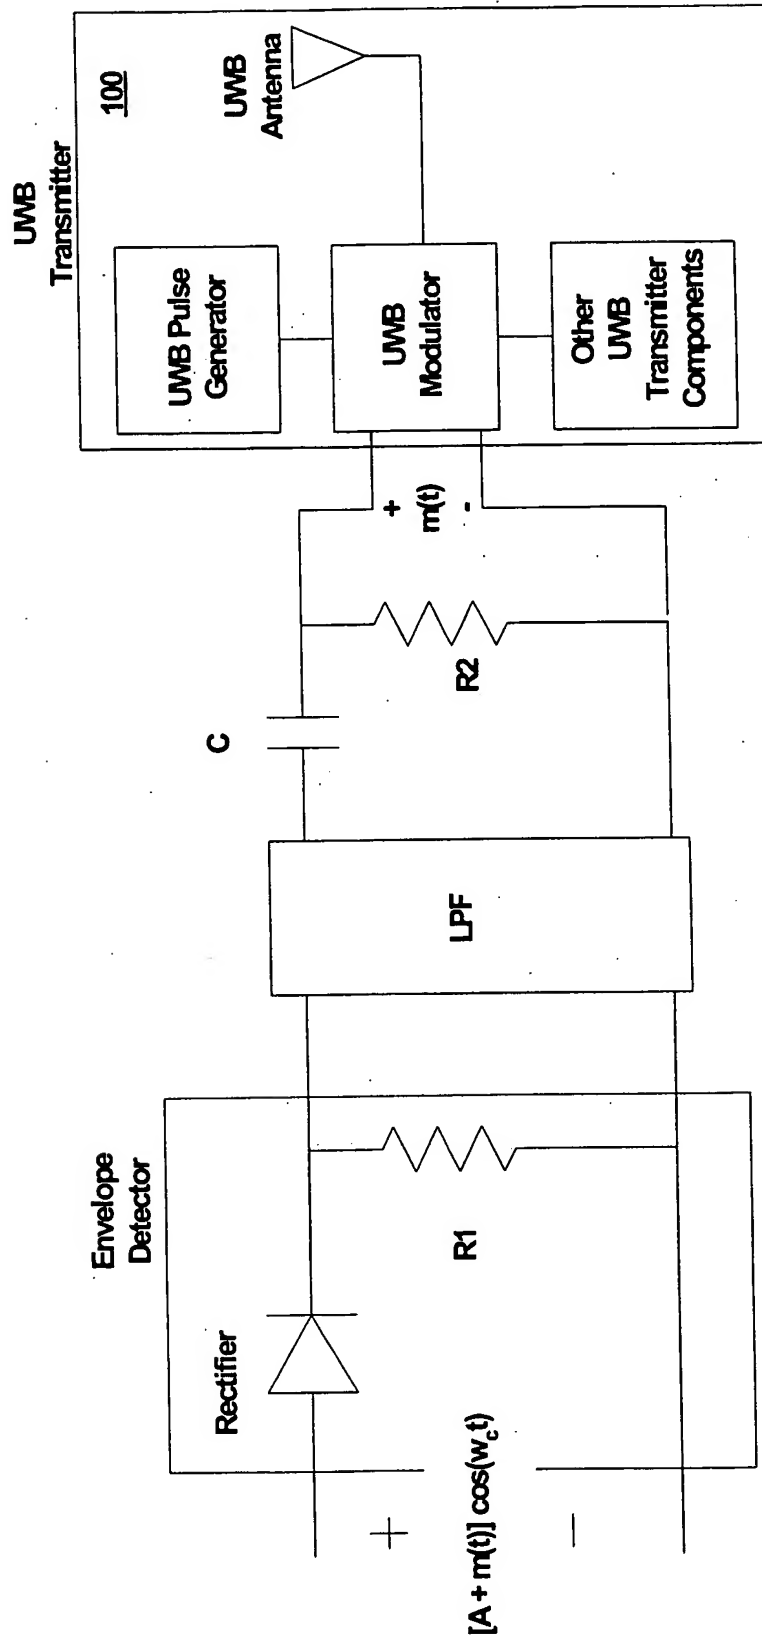 Envelope
Detector
Rectifier
R1
[A + m(t)] cos(w_c t)
+
-
LPF
C
R2
+
m(t)
-
UWB
Transmitter
100
UWB Pulse
Generator
UWB
Modulator
Other
UWB
Transmitter
Components
UWB
Antenna